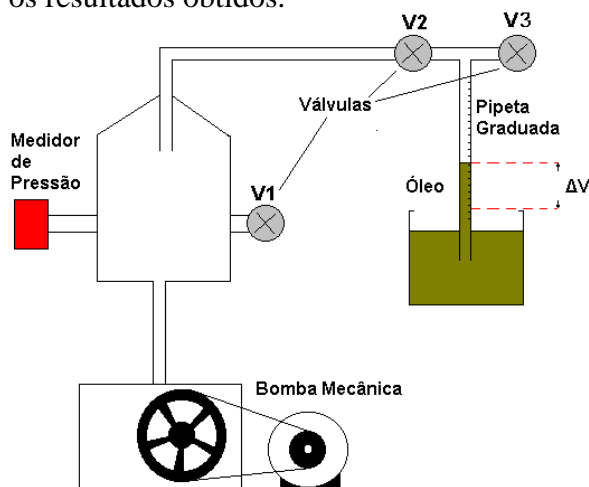 os resultados obtidos.
V2
V3
Válvulas
Pipeta
Graduada
Medidor
de
Pressão
V1
Óleo
ΔV
Bomba Mecânica